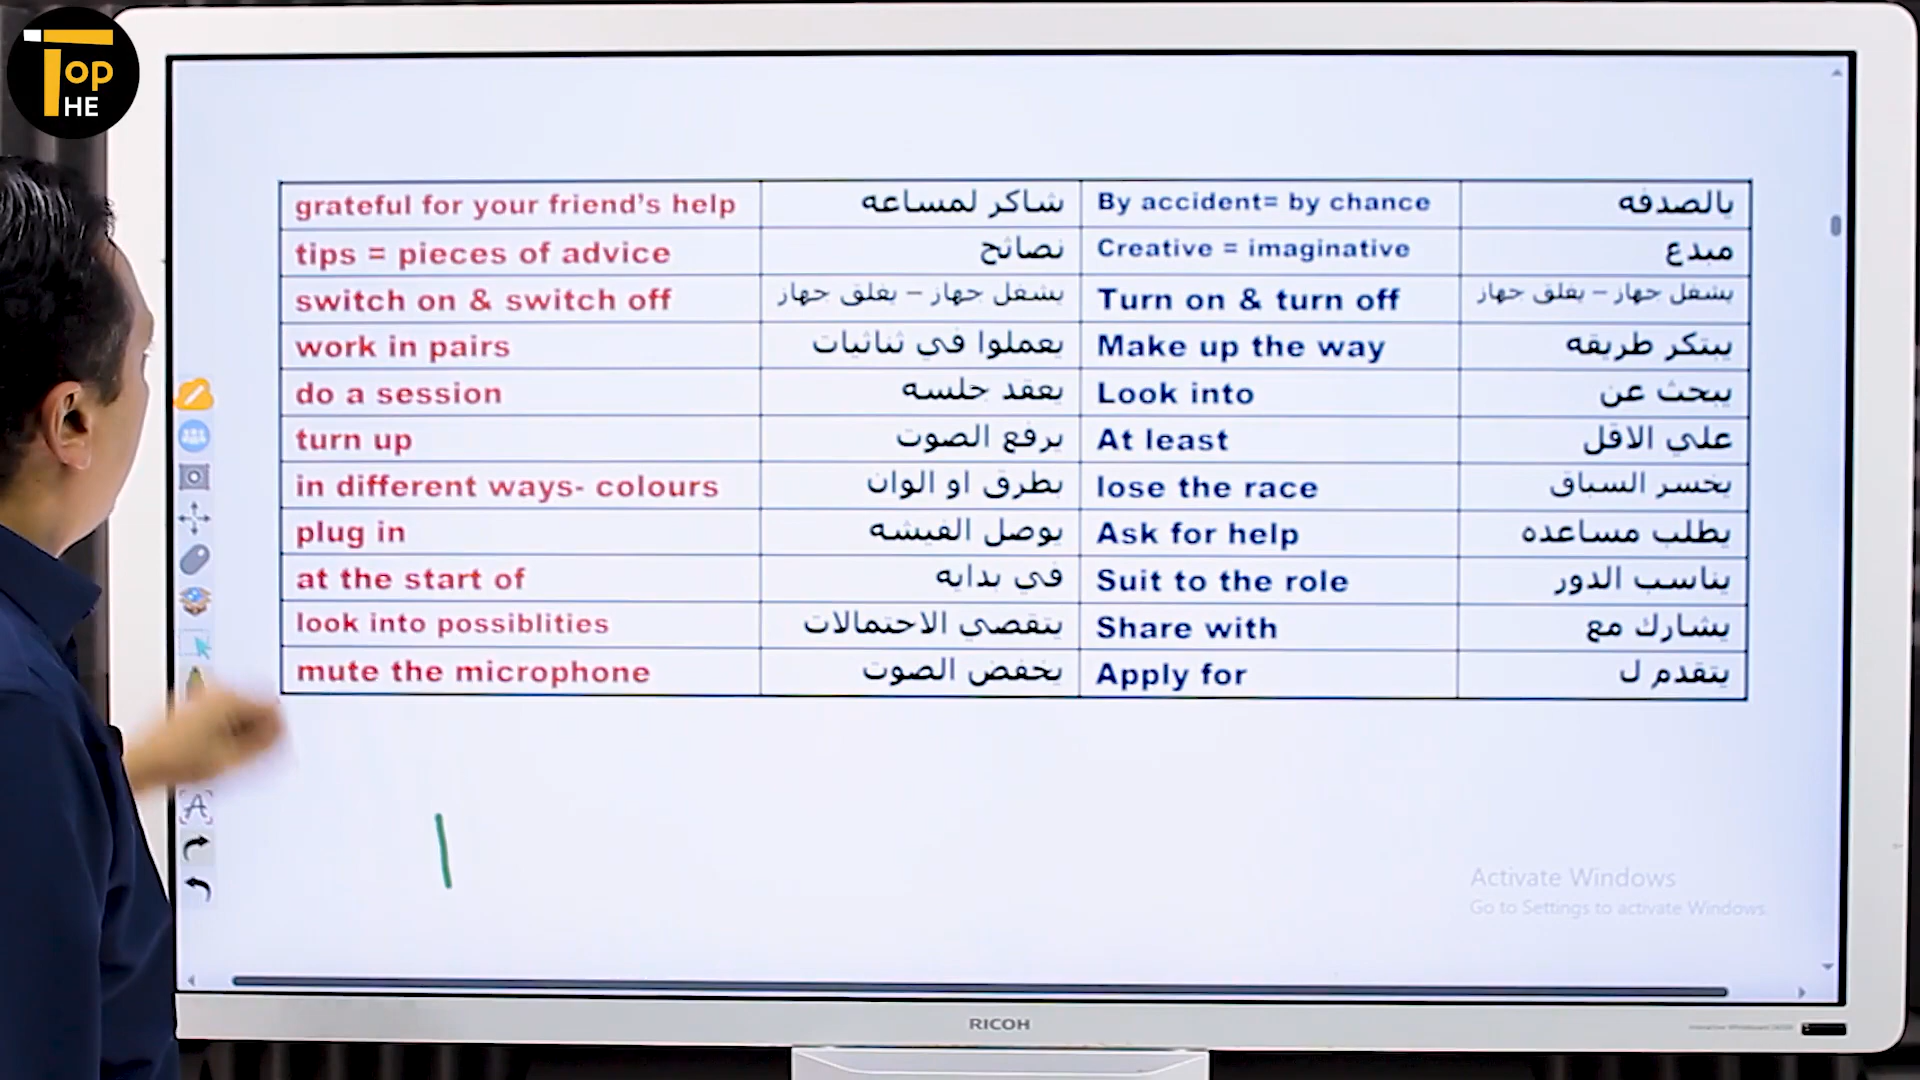 TOP
THE
grateful for your friend's help شاكر لمساعه By accident= by chance بالصدفه
tips = pieces of advice نصائح Creative = imaginative مبدع
switch on & switch off يشغل جهاز – يغلق جهاز Turn on & turn off يشغل جهاز – يغلق جهاز
work in pairs يعملوا في ثنائيات Make up the way يبتكر طريقه
do a session يعقد جلسه Look into يبحث عن
turn up يرفع الصوت At least علي الاقل
in different ways- colours بطرق او الوان lose the race يخسر السباق
plug in يوصل الفيشه Ask for help يطلب مساعده
at the start of في بدايه Suit to the role يناسب الدور
look into possiblities يتقصي الاحتمالات Share with يشارك مع
mute the microphone يخفض الصوت Apply for يتقدم ل
Activate Windows
Go to Settings to activate Windows.
RICOH